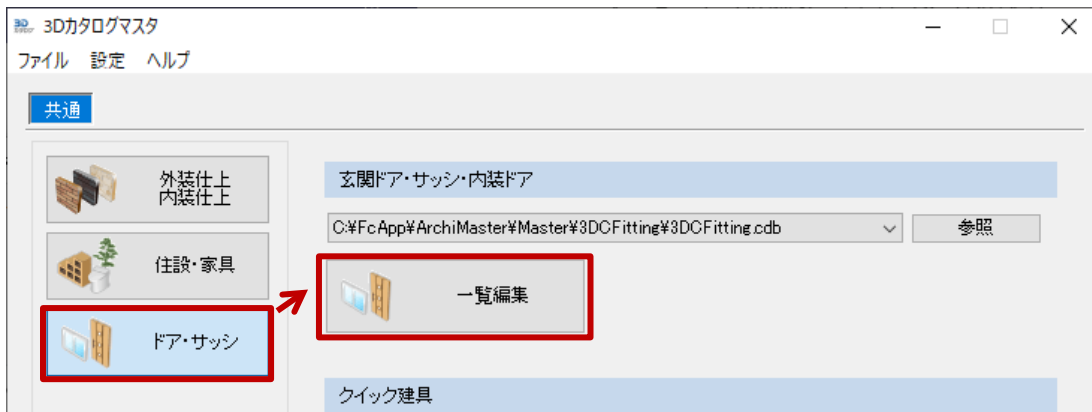 3Dカタログマスタ
ファイル 設定 ヘルプ
共通
外装仕上
内装仕上
住設・家具
ドア・サッシ
玄関ドア・サッシ・内装ドア
C:¥FcApp¥ArchiMaster¥Master¥3DCFitting¥3DCFitting.cdb
参照
一覧編集
クイック建具